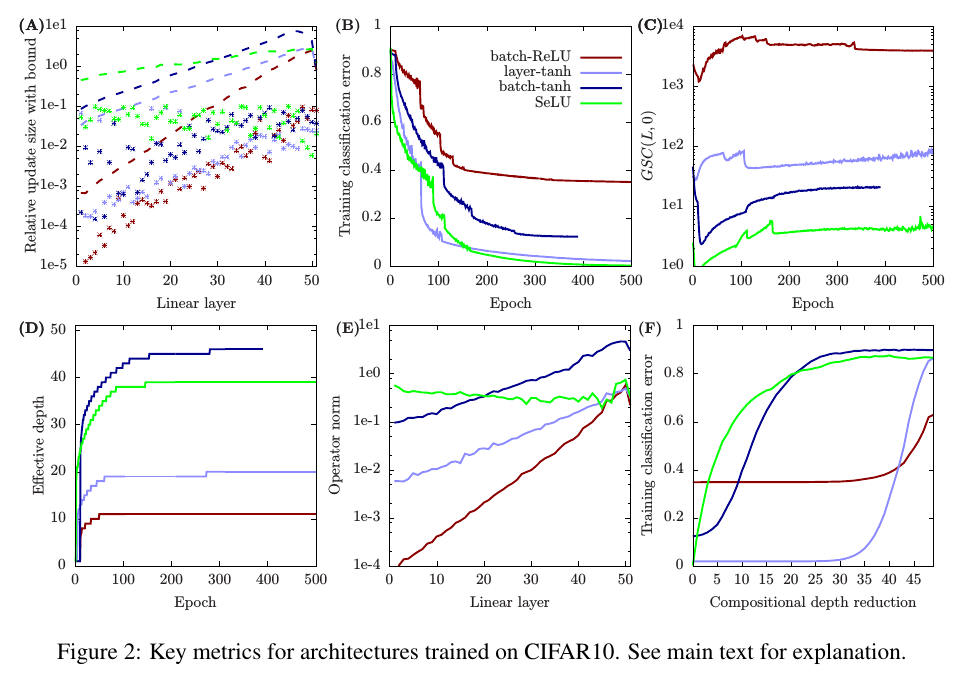 (A)
1e1
1e0
1e-1
1e-2
1e-3
1e-4
1e-5
Relative update size with bound
0 10 20 30 40 50
Linear layer
(B)
1
0.8
0.6
0.4
0.2
0
Training classification error
batch-ReLU
layer-tanh
batch-tanh
SeLU
0 100 200 300 400 500
Epoch
(C)
1e4
1e3
1e2
1e1
1e0
GSC(L, 0)
0 100 200 300 400 500
Epoch
(D)
50
40
30
20
10
0
Effective depth
0 100 200 300 400 500
Epoch
(E)
1e1
1e0
1e-1
1e-2
1e-3
1e-4
Operator norm
0 10 20 30 40 50
Linear layer
(F)
1
0.8
0.6
0.4
0.2
0
Training classification error
0 5 10 15 20 25 30 35 40 45
Compositional depth reduction
Figure 2: Key metrics for architectures trained on CIFAR10. See main text for explanation.